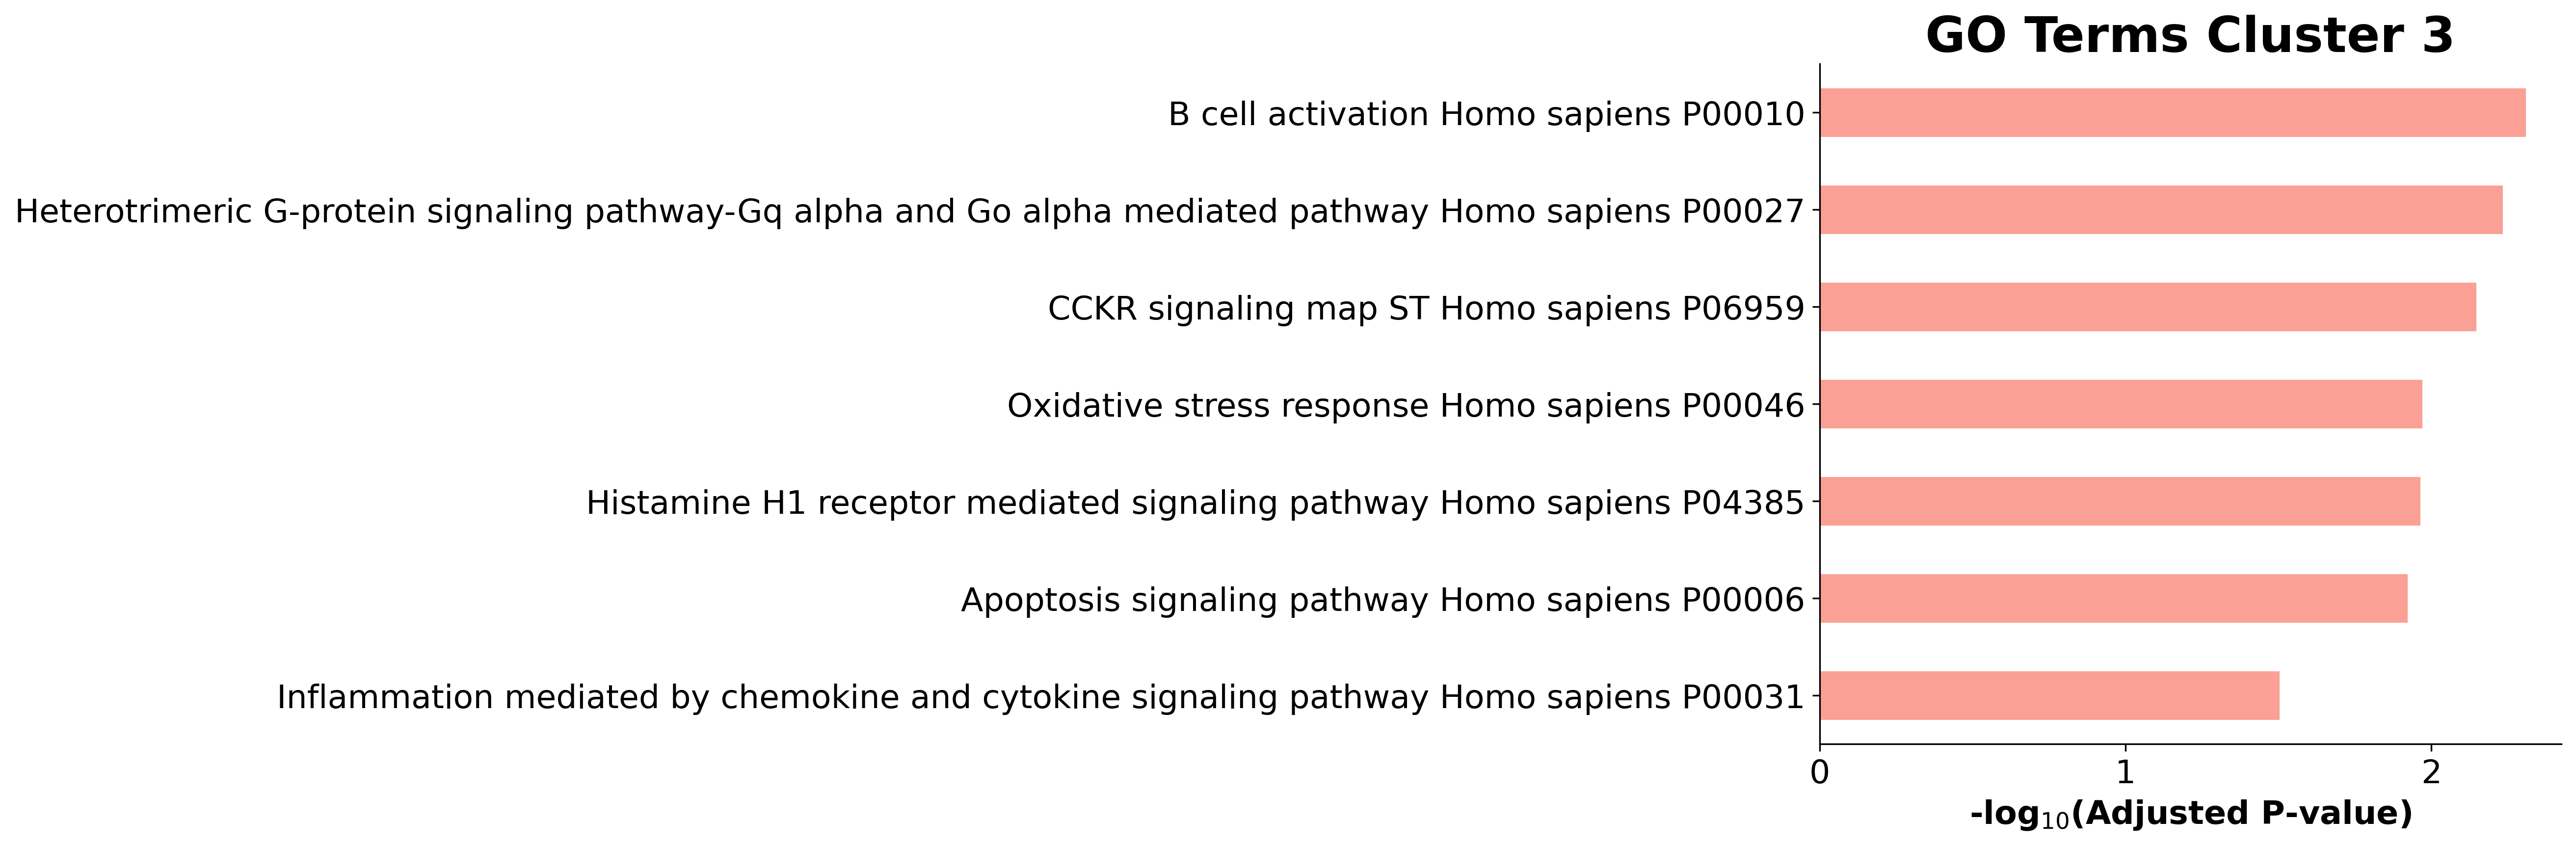 GO Terms Cluster 3
B cell activation Homo sapiens P00010
Heterotrimeric G-protein signaling pathway-Gq alpha and Go alpha mediated pathway Homo sapiens P00027
CCKR signaling map ST Homo sapiens P06959
Oxidative stress response Homo sapiens P00046
Histamine H1 receptor mediated signaling pathway Homo sapiens P04385
Apoptosis signaling pathway Homo sapiens P00006
Inflammation mediated by chemokine and cytokine signaling pathway Homo sapiens P00031
0 1 2
-log₁₀(Adjusted P-value)